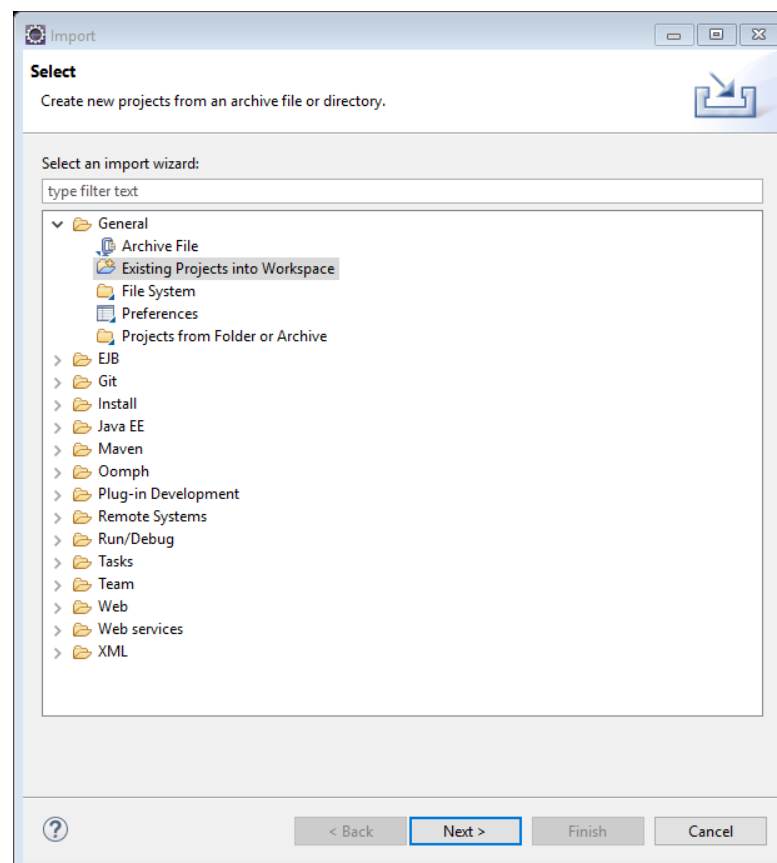 Import
Select
Create new projects from an archive file or directory.
Select an import wizard:
type filter text
General
Archive File
Existing Projects into Workspace
File System
Preferences
Projects from Folder or Archive
EJB
Git
Install
Java EE
Maven
Oomph
Plug-in Development
Remote Systems
Run/Debug
Tasks
Team
Web
Web services
XML
? < Back Next > Finish Cancel